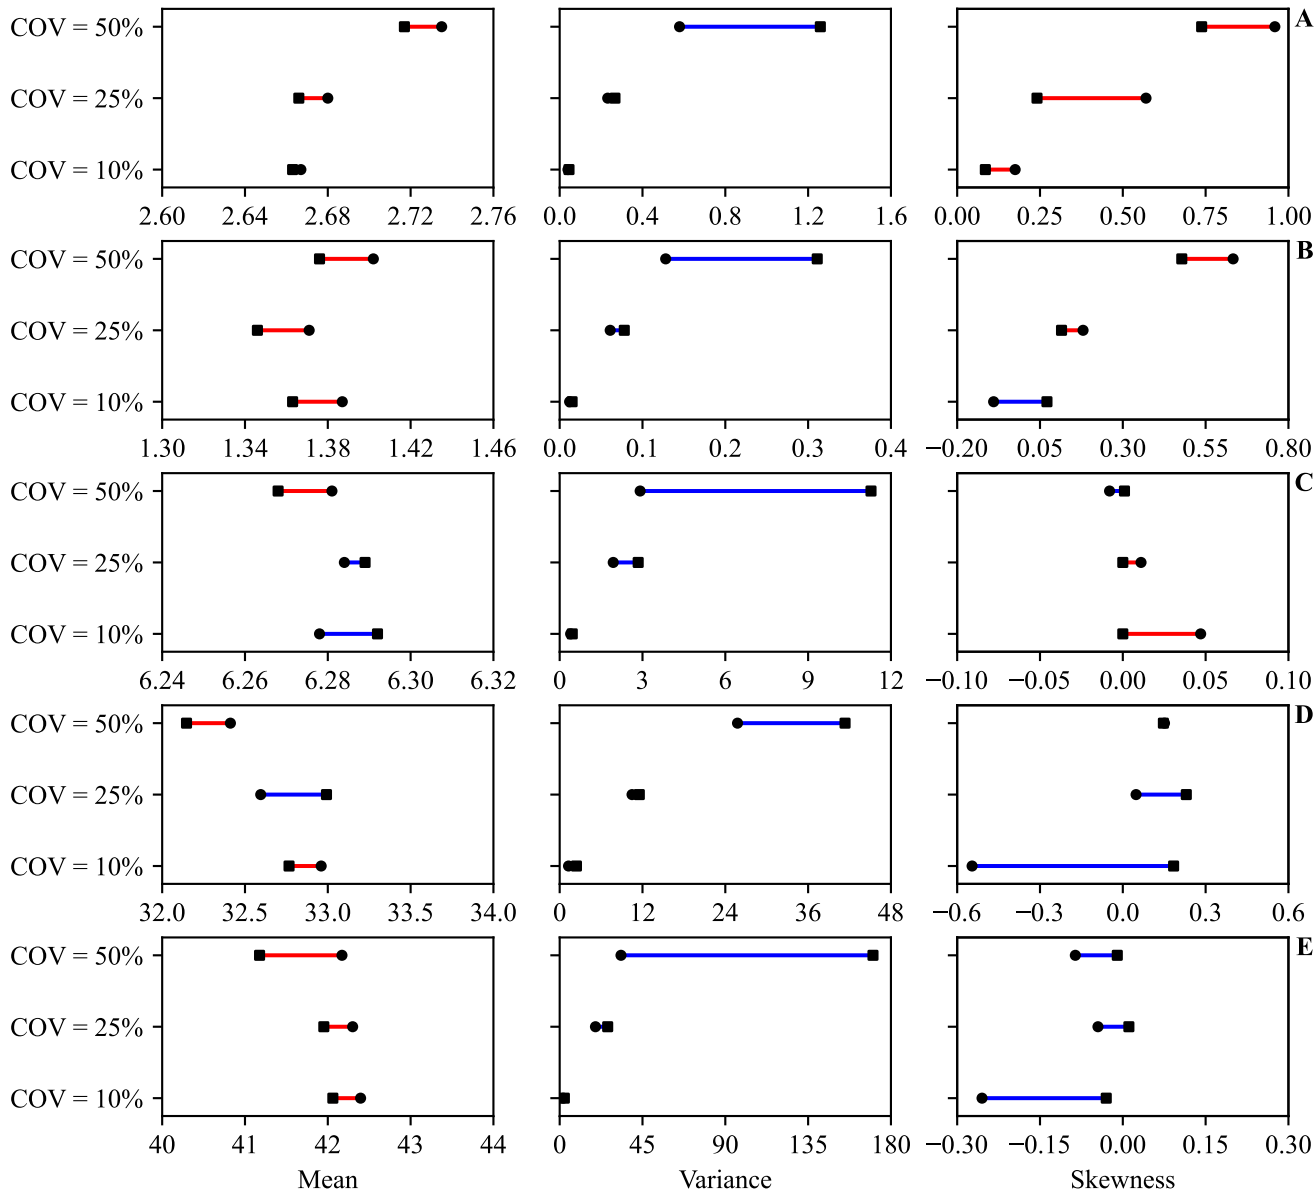 COV = 50% A
COV = 25%
COV = 10%
2.60 2.64 2.68 2.72 2.76 0.0 0.4 0.8 1.2 1.6 0.00 0.25 0.50 0.75 1.00
COV = 50% B
COV = 25%
COV = 10%
1.30 1.34 1.38 1.42 1.46 0.0 0.1 0.2 0.3 0.4 −0.20 0.05 0.30 0.55 0.80
COV = 50% C
COV = 25%
COV = 10%
6.24 6.26 6.28 6.30 6.32 0 3 6 9 12 −0.10 −0.05 0.00 0.05 0.10
COV = 50% D
COV = 25%
COV = 10%
32.0 32.5 33.0 33.5 34.0 0 12 24 36 48 −0.6 −0.3 0.0 0.3 0.6
COV = 50% E
COV = 25%
COV = 10%
40 41 42 43 44 0 45 90 135 180 −0.30 −0.15 0.00 0.15 0.30
Mean Variance Skewness